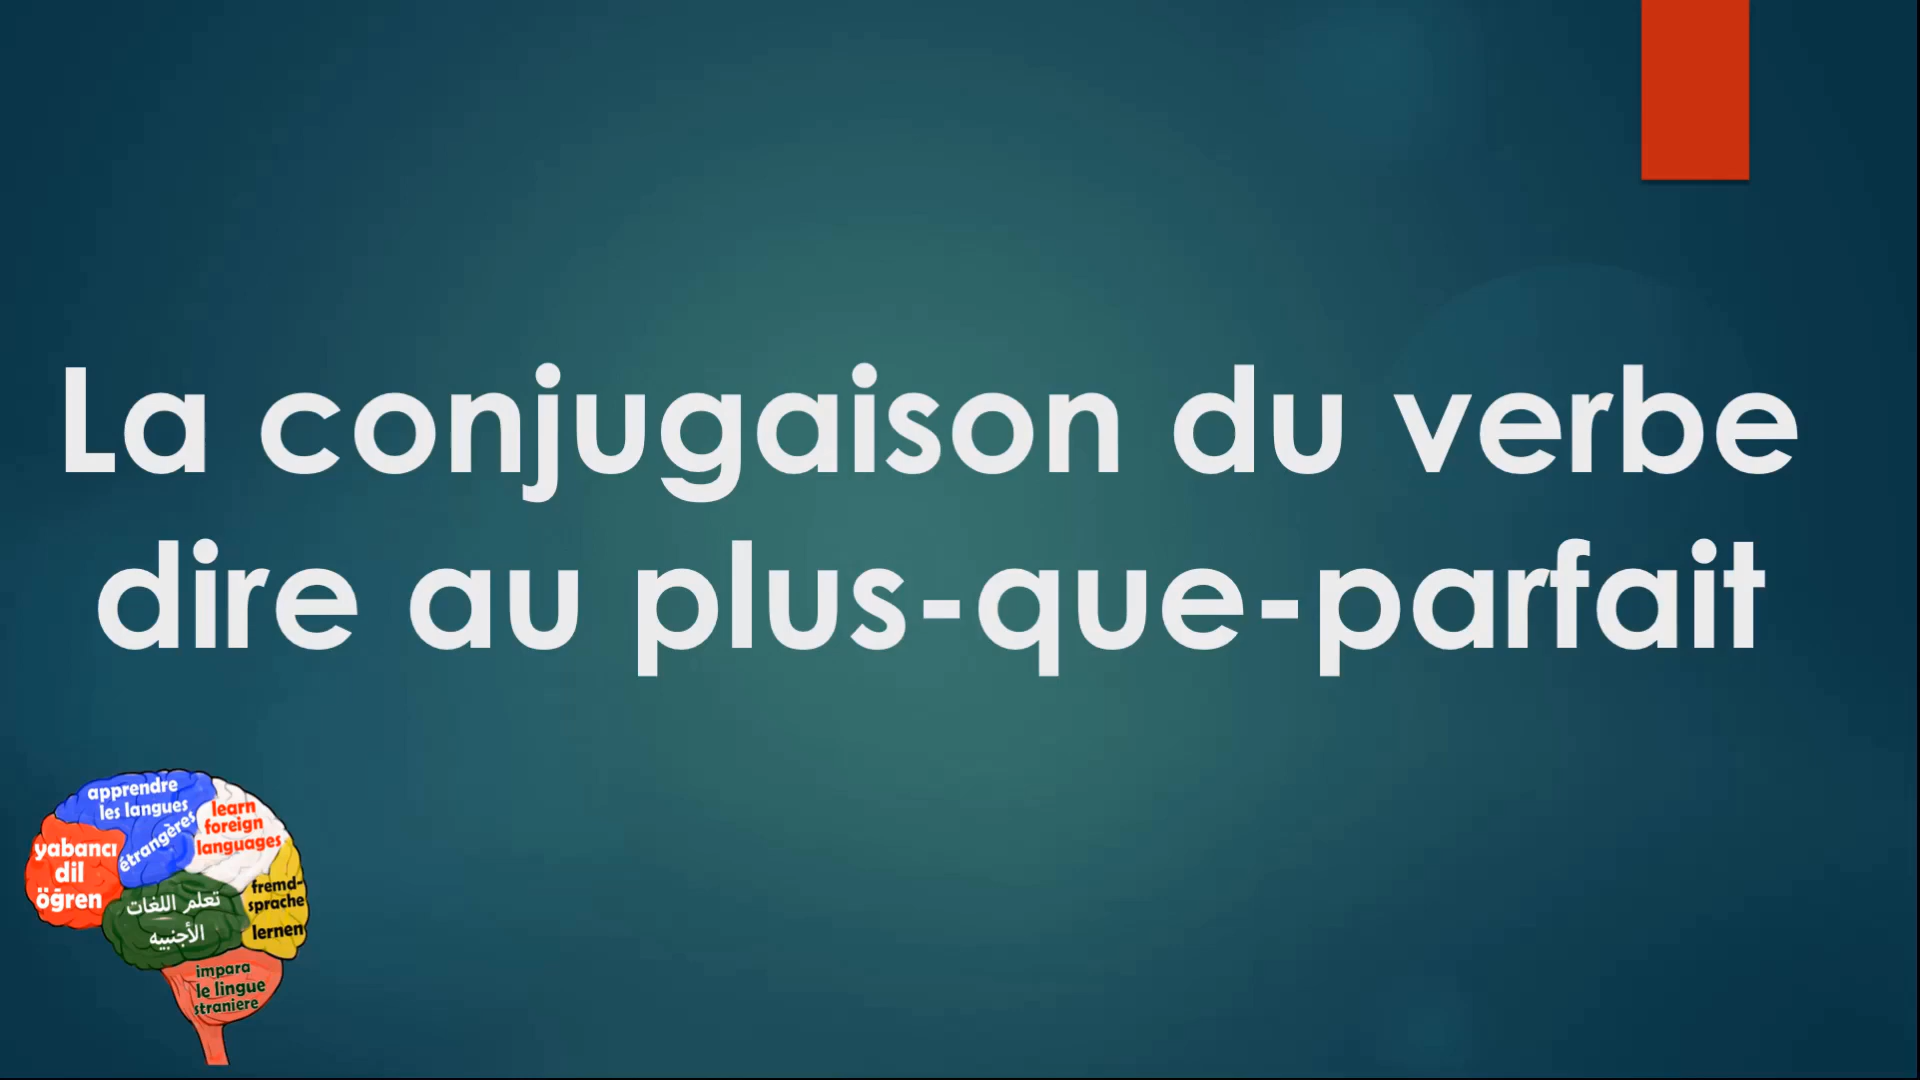 La conjugaison du verbe
dire au plus-que-parfait
apprendre
les langues
étrangères
learn
foreign
languages
yabancı
dil
öğren
تعلم اللغات
الأجنبيه
fremd-
sprache
lernen
impara
le lingue
straniere